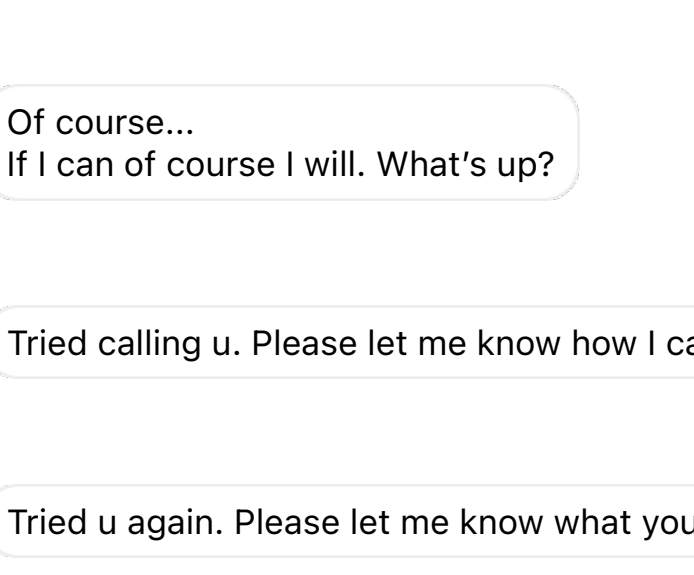 Of course...
If I can of course I will. What's up?
Tried calling u. Please let me know how I
Tried u again. Please let me know what you